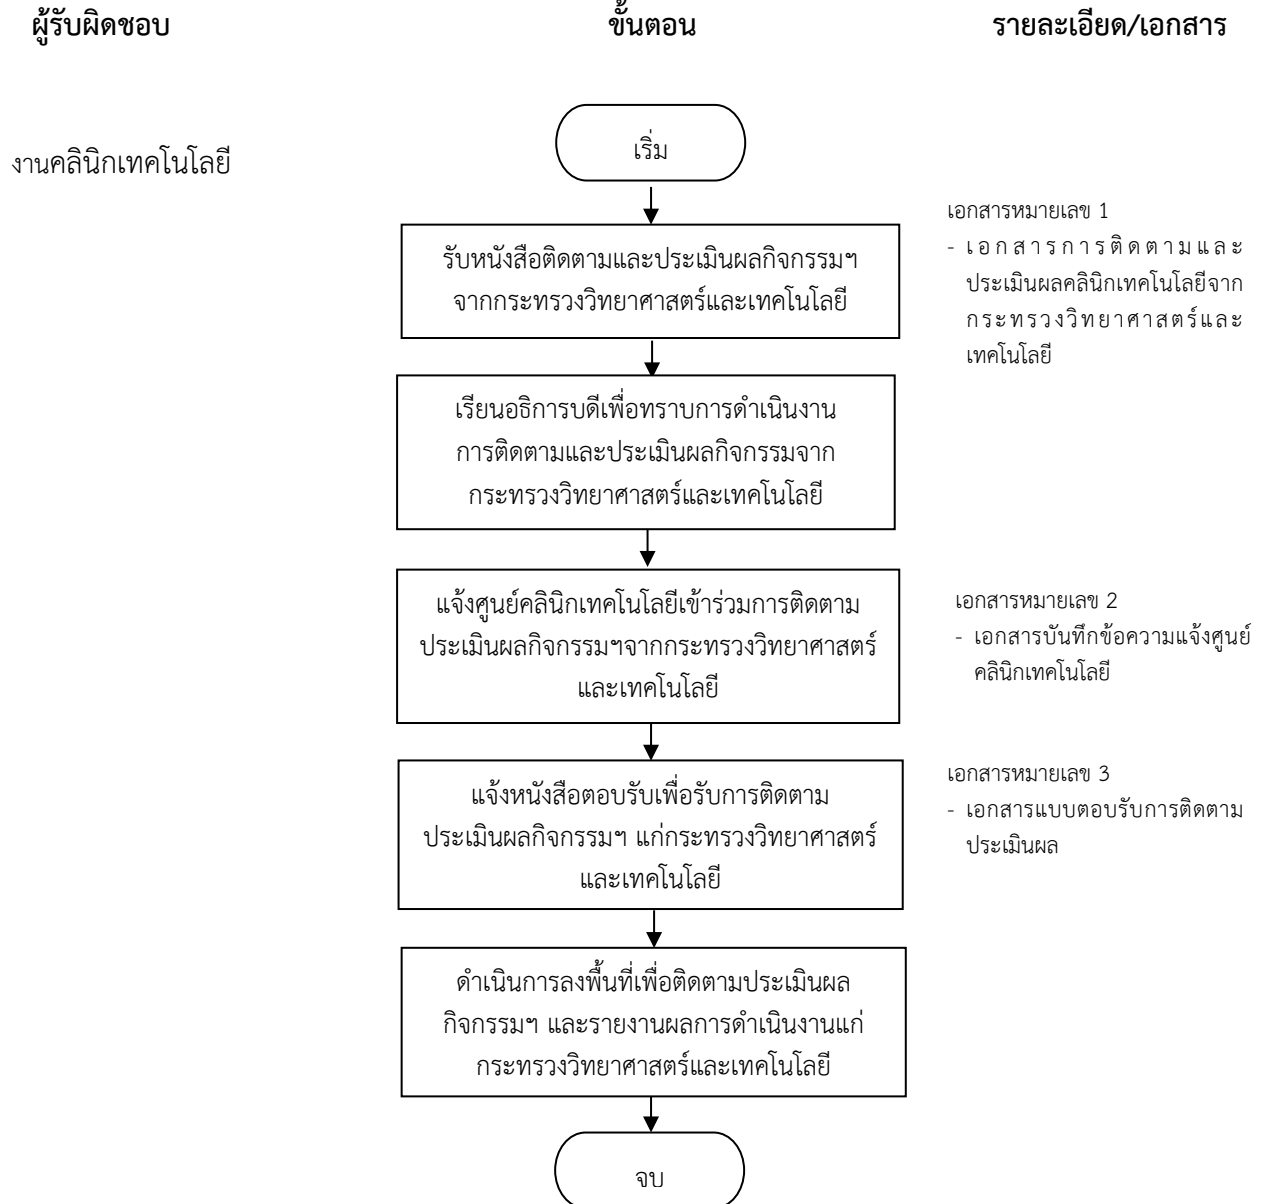 ผู้รับผิดชอบ
ขั้นตอน
รายละเอียด/เอกสาร
งานคลินิกเทคโนโลยี
เริ่ม
รับหนังสือติดตามและประเมินผลกิจกรรมฯ
จากกระทรวงวิทยาศาสตร์และเทคโนโลยี
เอกสารหมายเลข 1
- เอกสารการติดตามและ
ประเมินผลคลินิกเทคโนโลยีจาก
กระทรวงวิทยาศาสตร์และ
เทคโนโลยี
เรียนอธิการบดีเพื่อทราบการดำเนินงาน
การติดตามและประเมินผลกิจกรรมจาก
กระทรวงวิทยาศาสตร์และเทคโนโลยี
แจ้งศูนย์คลินิกเทคโนโลยีเข้าร่วมการติดตาม
ประเมินผลกิจกรรมฯจากกระทรวงวิทยาศาสตร์
และเทคโนโลยี
เอกสารหมายเลข 2
- เอกสารบันทึกข้อความแจ้งศูนย์
คลินิกเทคโนโลยี
แจ้งหนังสือตอบรับเพื่อรับการติดตาม
ประเมินผลกิจกรรมฯ แก่กระทรวงวิทยาศาสตร์
และเทคโนโลยี
เอกสารหมายเลข 3
- เอกสารแบบตอบรับการติดตาม
ประเมินผล
ดำเนินการลงพื้นที่เพื่อติดตามประเมินผล
กิจกรรมฯ และรายงานผลการดำเนินงานแก่
กระทรวงวิทยาศาสตร์และเทคโนโลยี
จบ